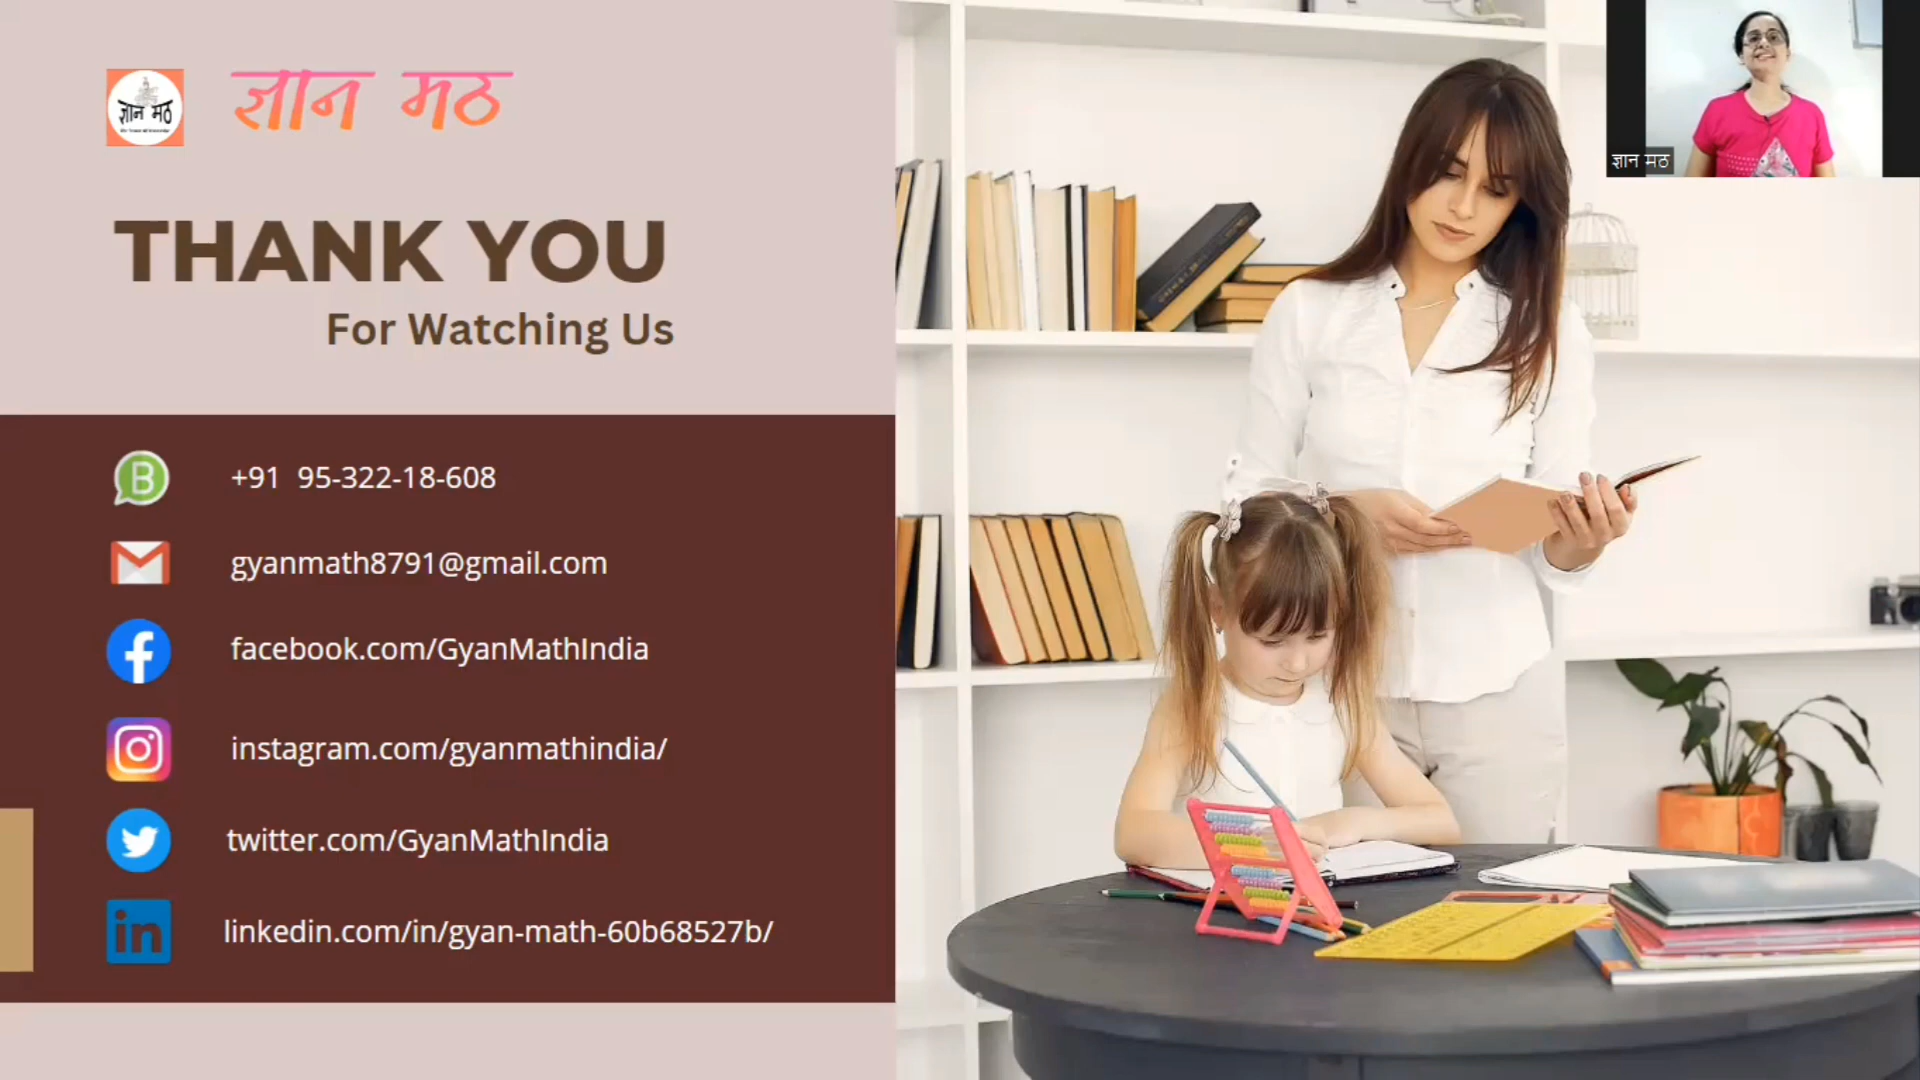 ज्ञान मठ
ज्ञान मठ
THANK YOU
For Watching Us
+91 95-322-18-608
gyanmath8791@gmail.com
facebook.com/GyanMathIndia
instagram.com/gyanmathindia/
twitter.com/GyanMathIndia
linkedin.com/in/gyan-math-60b68527b/
ज्ञान मठ